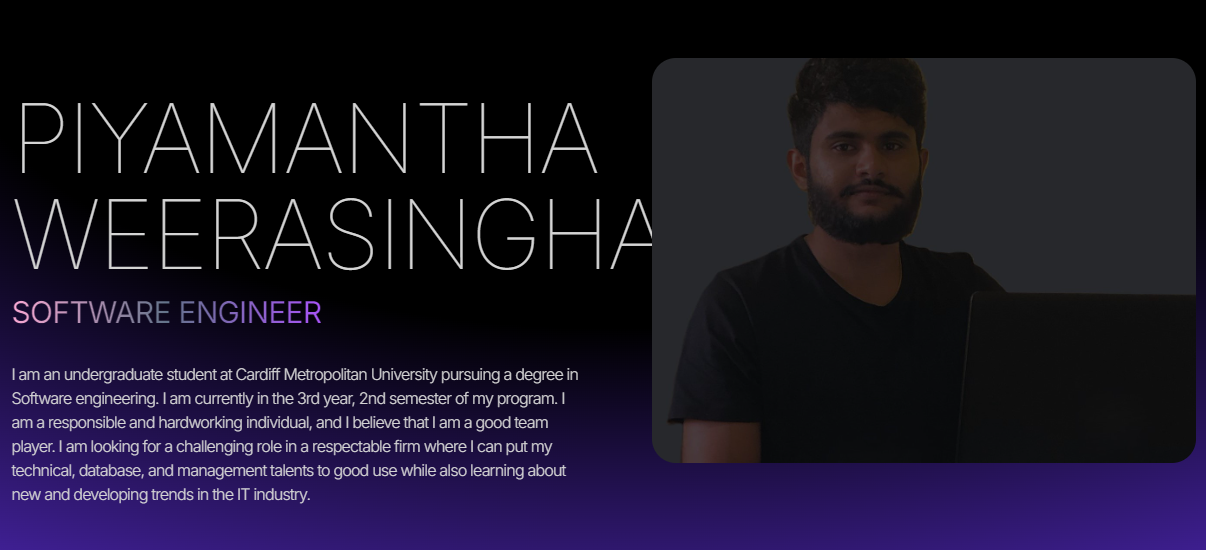 PIYAMANTHA
WEERASINGHA
SOFTWARE ENGINEER
I am an undergraduate student at Cardiff Metropolitan University pursuing a degree in
Software engineering. I am currently in the 3rd year, 2nd semester of my program. I
am a responsible and hardworking individual, and I believe that I am a good team
player. I am looking for a challenging role in a respectable firm where I can put my
technical, database, and management talents to good use while also learning about
new and developing trends in the IT industry.